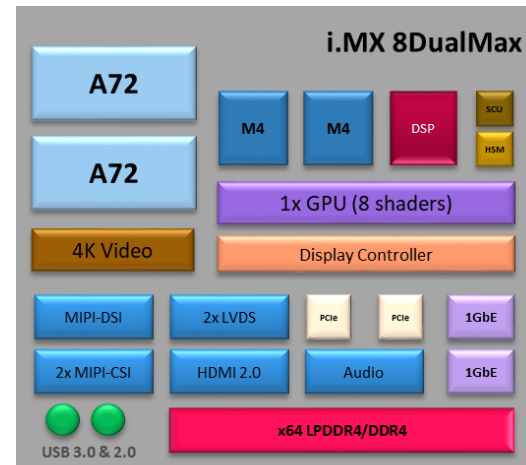 i.MX 8DualMax
A72
A72
M4
M4
DSP
SCU
HSM
1x GPU (8 shaders)
4K Video
Display Controller
MIPI-DSI
2x LVDS
PCIe
PCIe
1GbE
2x MIPI-CSI
HDMI 2.0
Audio
1GbE
USB 3.0 & 2.0
x64 LPDDR4/DDR4